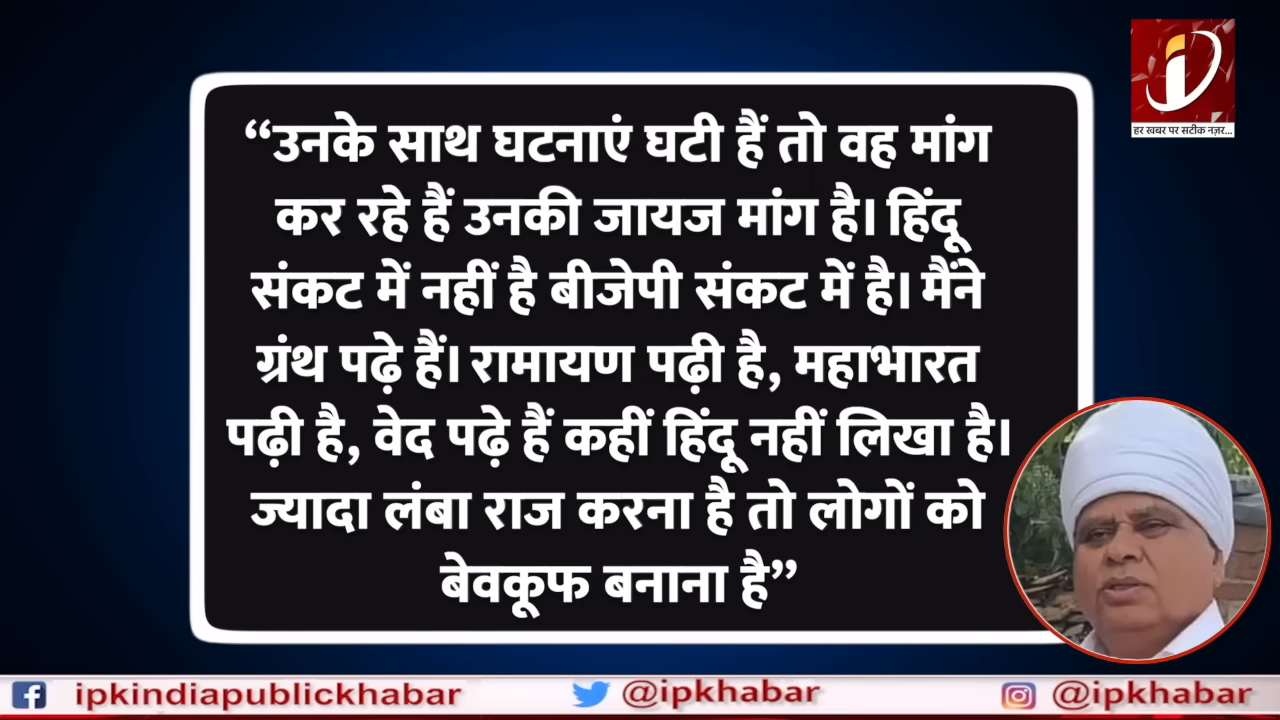 हर खबर पर सटीक नज़र...
“उनके साथ घटनाएं घटी हैं तो वह मांग
कर रहे हैं उनकी जायज मांग है। हिंदू
संकट में नहीं है बीजेपी संकट में है। मैंने
ग्रंथ पढ़े हैं। रामायण पढ़ी है, महाभारत
पढ़ी है, वेद पढ़े हैं कहीं हिंदू नहीं लिखा है।
ज्यादा लंबा राज करना है तो लोगों को
बेवकूफ बनाना है”
ipkindiapublickhabar @ipkhabar @ipkhabar